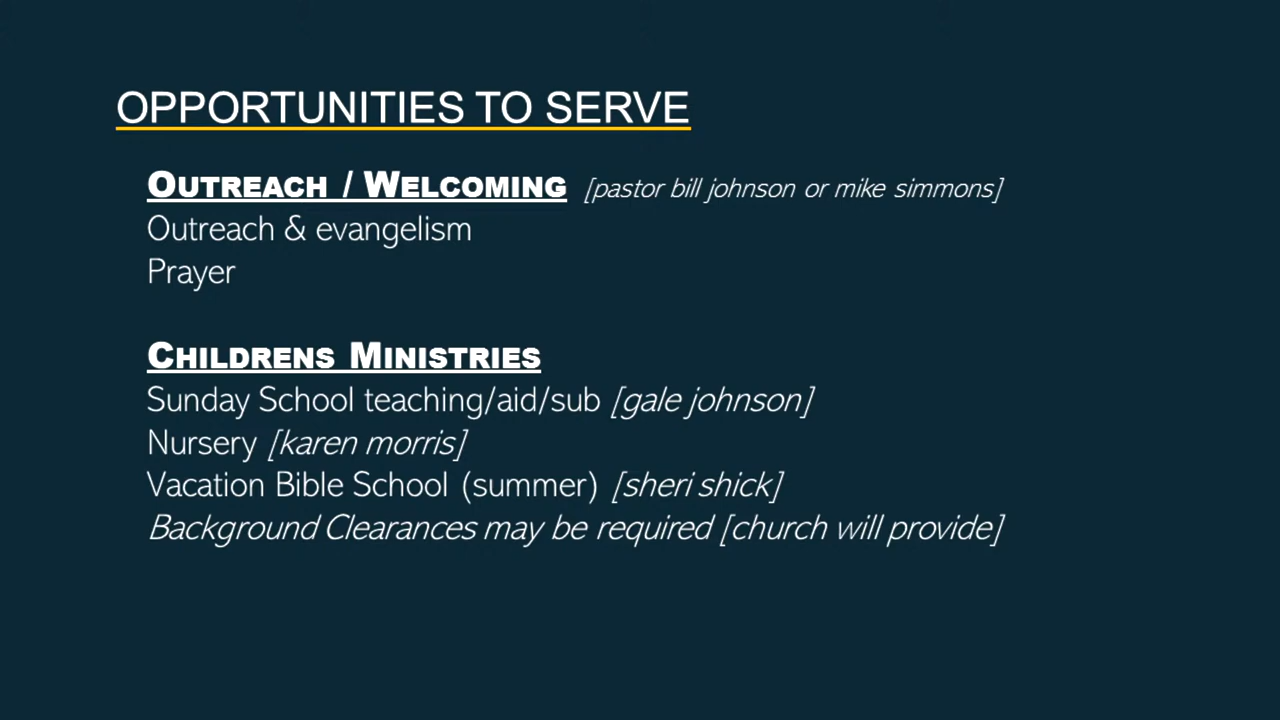 OPPORTUNITIES TO SERVE
OUTREACH / WELCOMING [pastor bill johnson or mike simmons]
Outreach & evangelism
Prayer
CHILDRENS MINISTRIES
Sunday School teaching/aid/sub [gale johnson]
Nursery [karen morris]
Vacation Bible School (summer) [sheri shick]
Background Clearances may be required [church will provide]